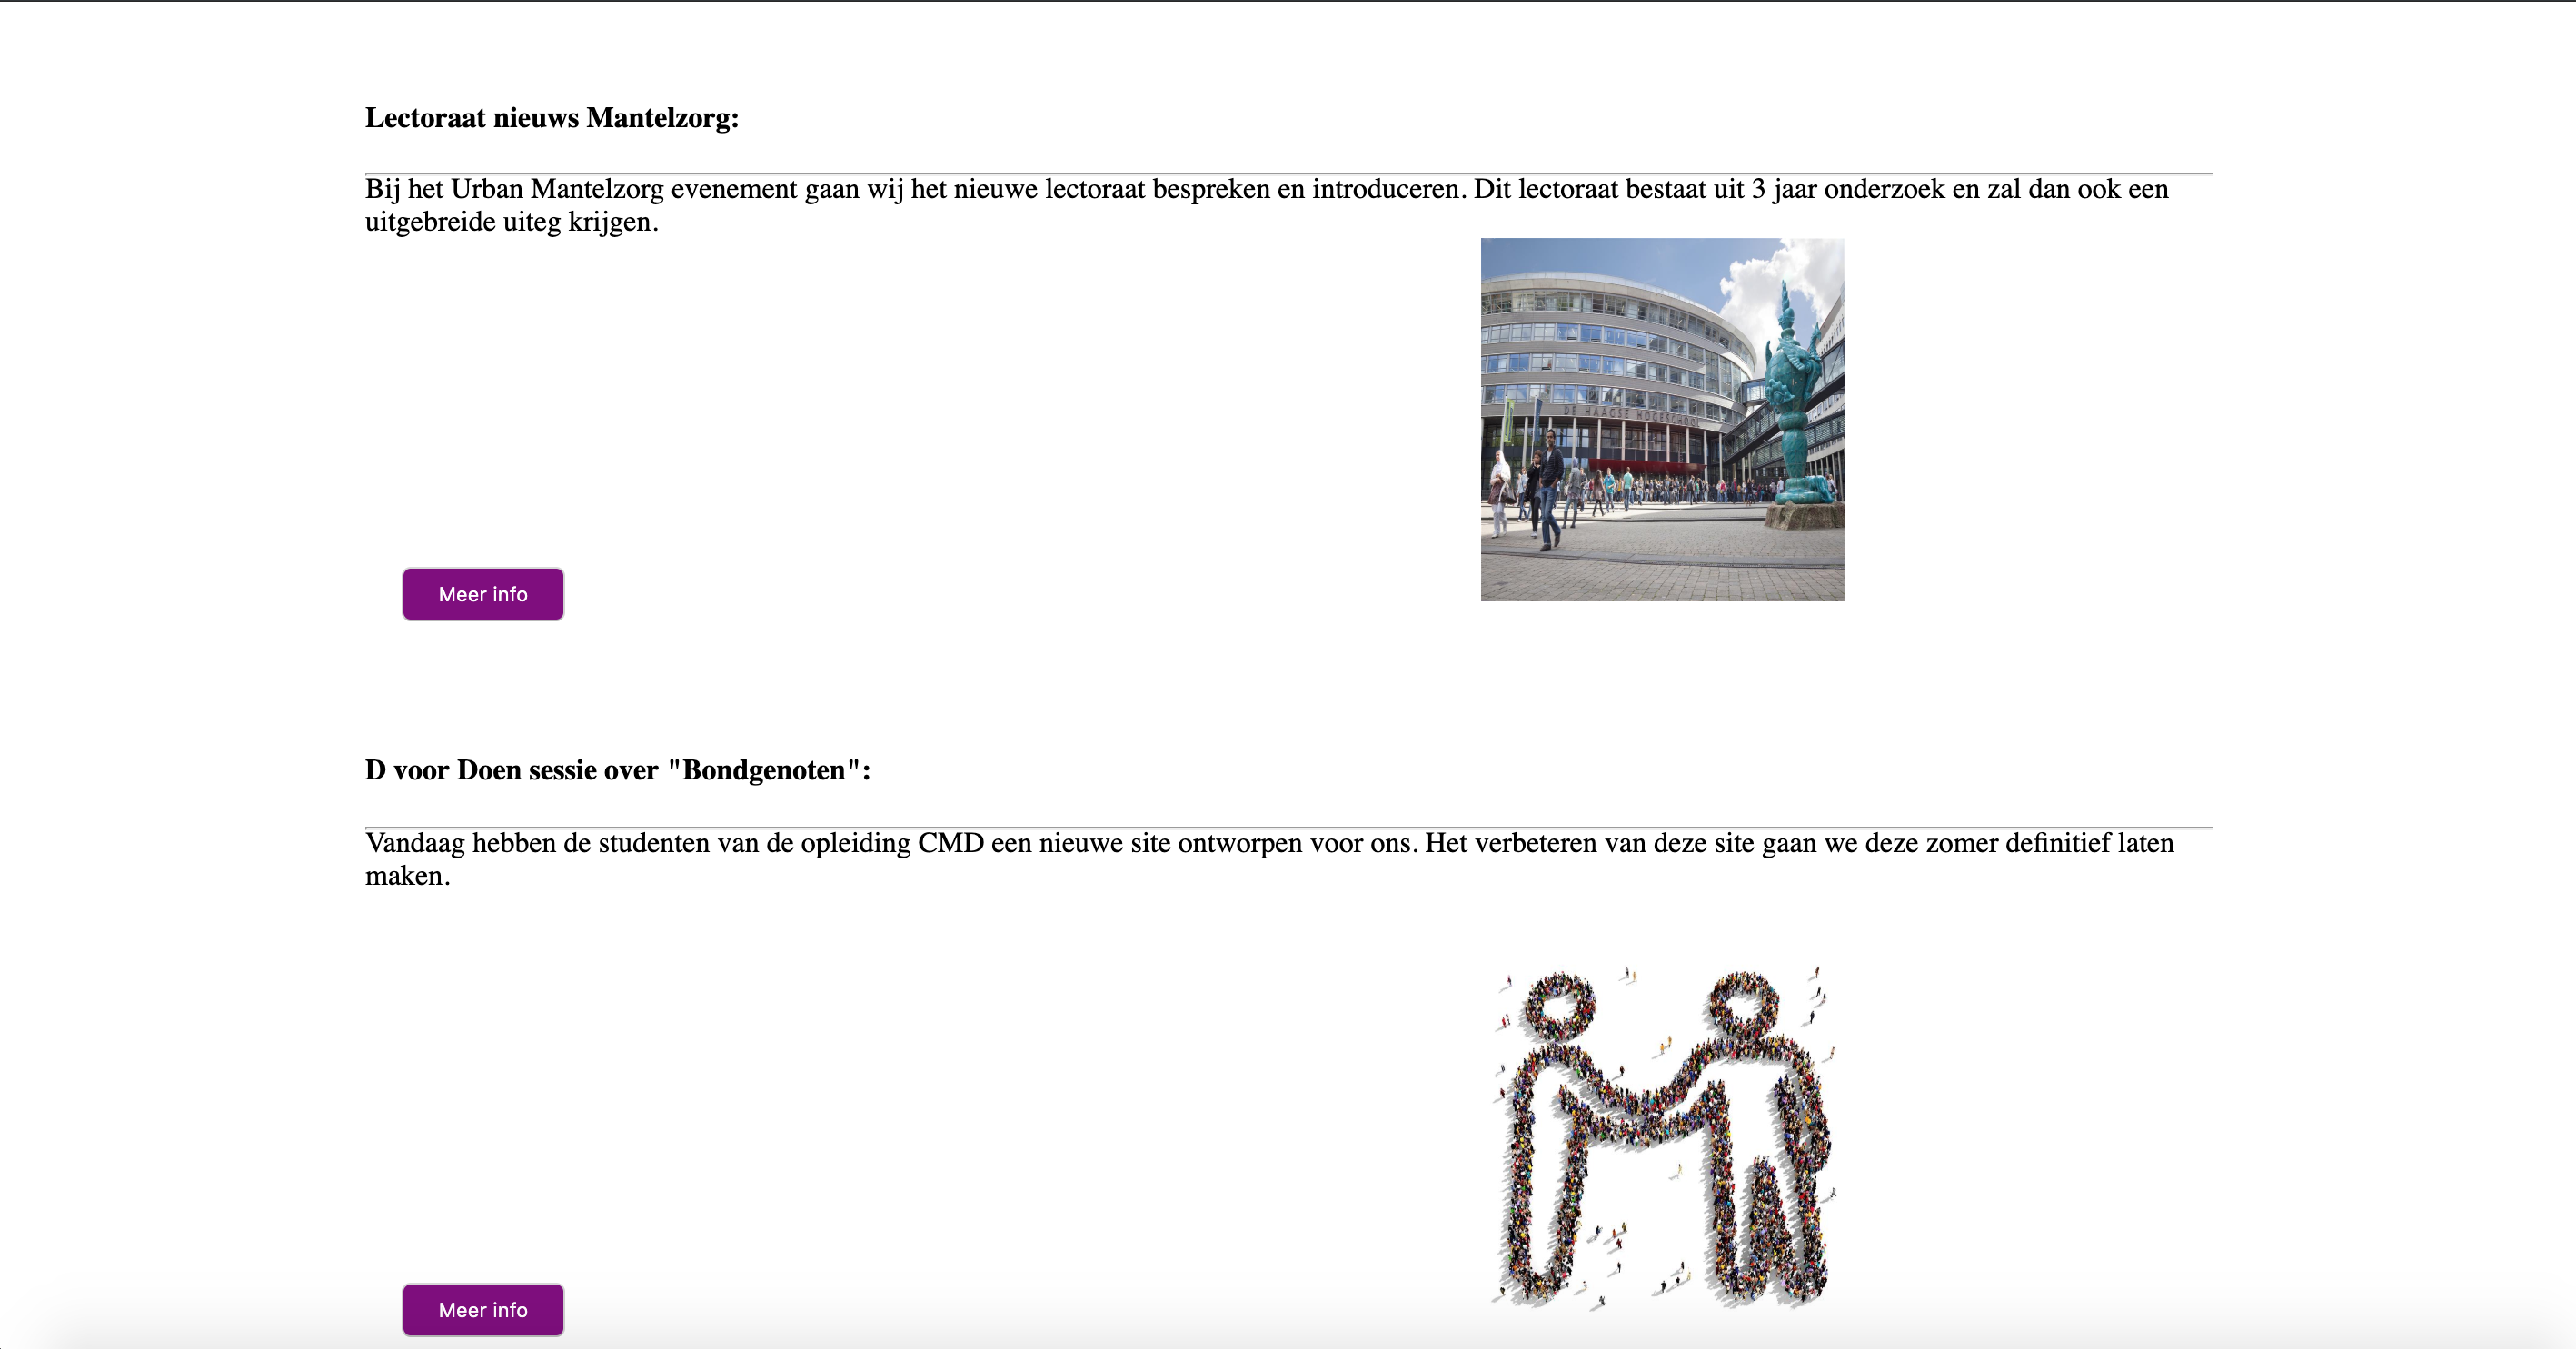 Lectoraat nieuws Mantelzorg:
Bij het Urban Mantelzorg evenement gaan wij het nieuwe lectoraat bespreken en introduceren. Dit lectoraat bestaat uit 3 jaar onderzoek en zal dan ook een
uitgebreide uiteg krijgen.
DE HAAGSE HOGESCHOOL
Meer info
D voor Doen sessie over "Bondgenoten":
Vandaag hebben de studenten van de opleiding CMD een nieuwe site ontworpen voor ons. Het verbeteren van deze site gaan we deze zomer definitief laten
maken.
Meer info